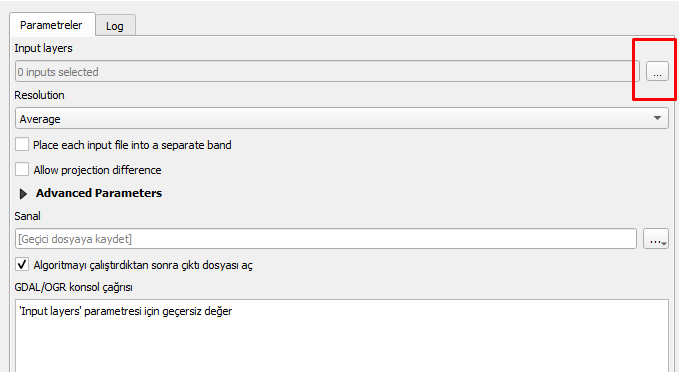 Parametreler
Log
Input layers
0 inputs selected
...
Resolution
Average
Place each input file into a separate band
Allow projection difference
Advanced Parameters
Sanal
[Geçici dosyaya kaydet]
...
Algoritmayı çalıştırdıktan sonra çıktı dosyası aç
GDAL/OGR konsol çağrısı
'Input layers' parametresi için geçersiz değer